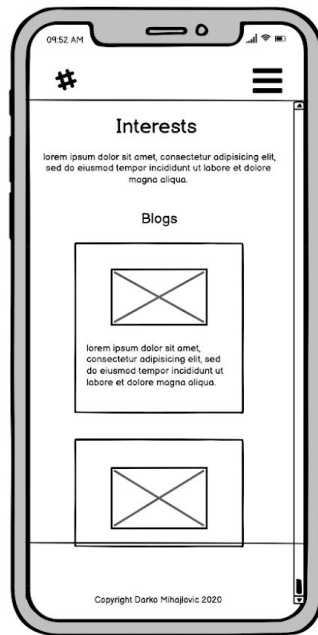 09:52 AM
#
Interests
lorem ipsum dolor sit amet, consectetur adipisicing elit,
sed do eiusmod tempor incididunt ut labore et dolore
magna aliqua.
Blogs
lorem ipsum dolor sit amet,
consectetur adipisicing elit, sed
do eiusmod tempor incididunt ut
labore et dolore magna aliqua.
Copyright Darko Mihajlovic 2020